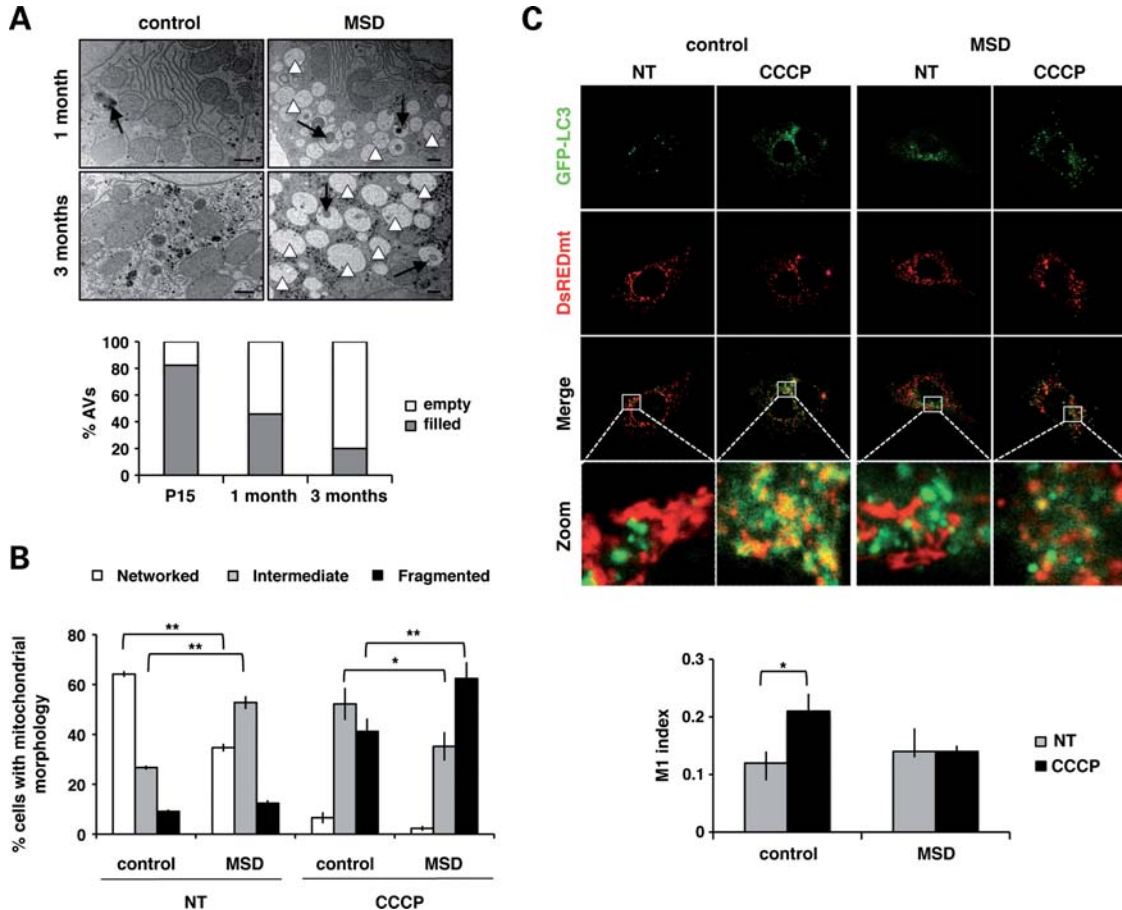 A
control MSD
1 month
3 months
100
80
60
40
20
0
% AVs
P15 1 month 3 months
empty
filled
B
Networked Intermediate Fragmented
% cells with mitochondrial
morphology
80
60
40
20
0
**
**
*
**
control MSD control MSD
NT CCCP
C
control MSD
NT CCCP NT CCCP
GFP-LC3
DsREDmt
Merge
Zoom
M1 index
0.3
0.2
0.1
0
*
control MSD
NT
CCCP